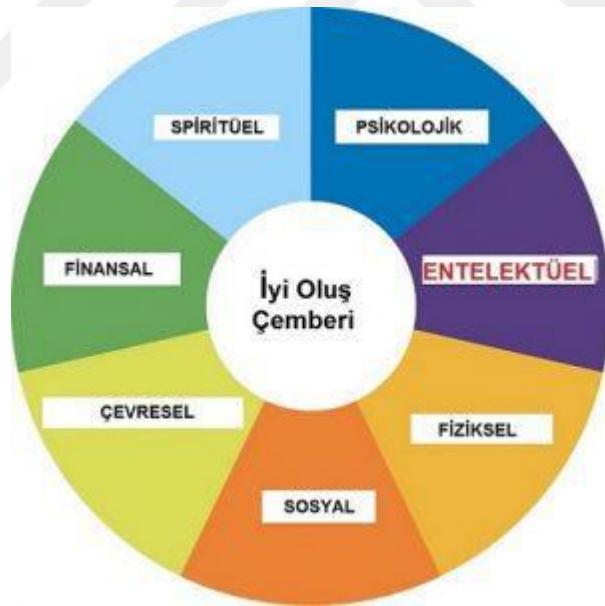 SPİRİTÜEL
PSİKOLOJİK
FİNANSAL
İyi Oluş
Çemberi
ENTELEKTÜEL
ÇEVRESEL
FİZİKSEL
SOSYAL